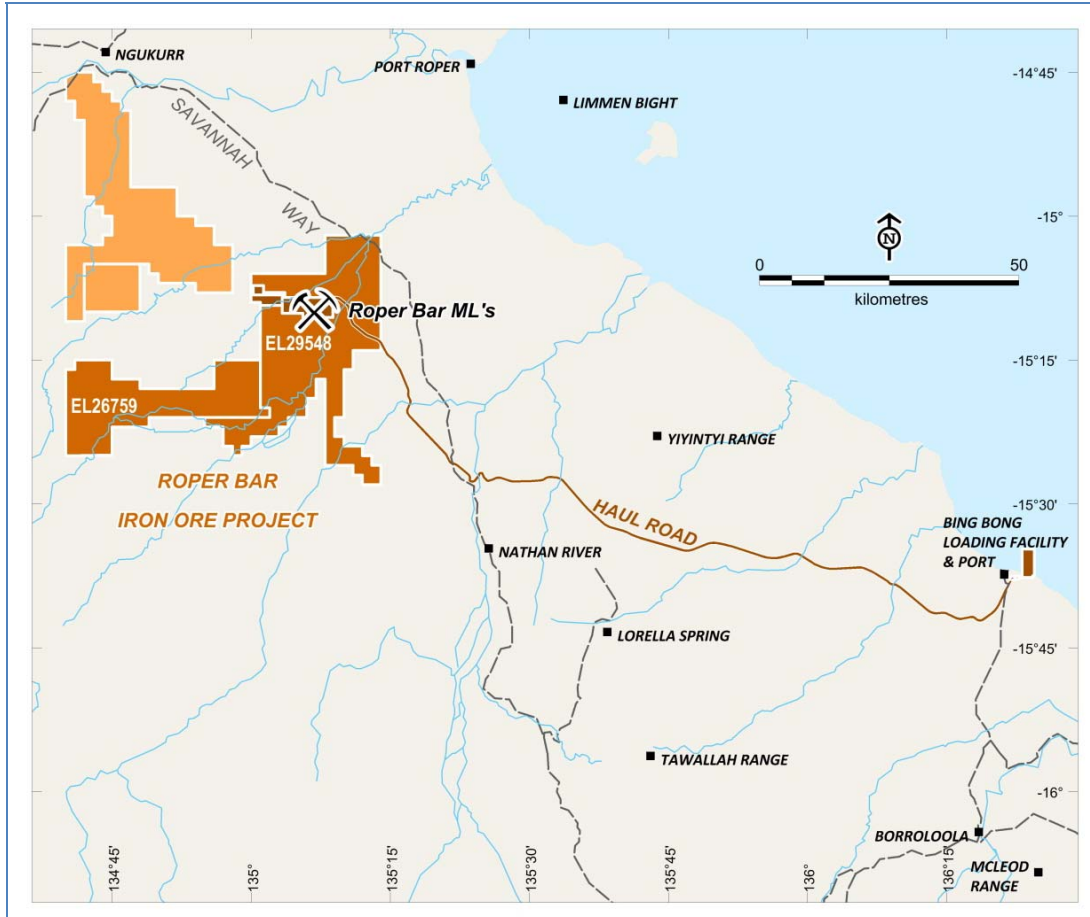 NGUKURR
PORT ROPER
-14°45'
LIMMEN BIGHT
SAVANNAH
WAY
-15°
N
0
50
kilometres
Roper Bar ML's
EL29548
-15°15'
EL26759
YIYINTYI RANGE
ROPER BAR
IRON ORE PROJECT
-15°30'
HAUL ROAD
BING BONG
LOADING FACILITY
& PORT
NATHAN RIVER
LORELLA SPRING
-15°45'
TAWALLAH RANGE
-16°
BORROLOOLA
MCLEOD
RANGE
134°45'
135°
135°15'
135°30'
135°45'
136°
136°15'